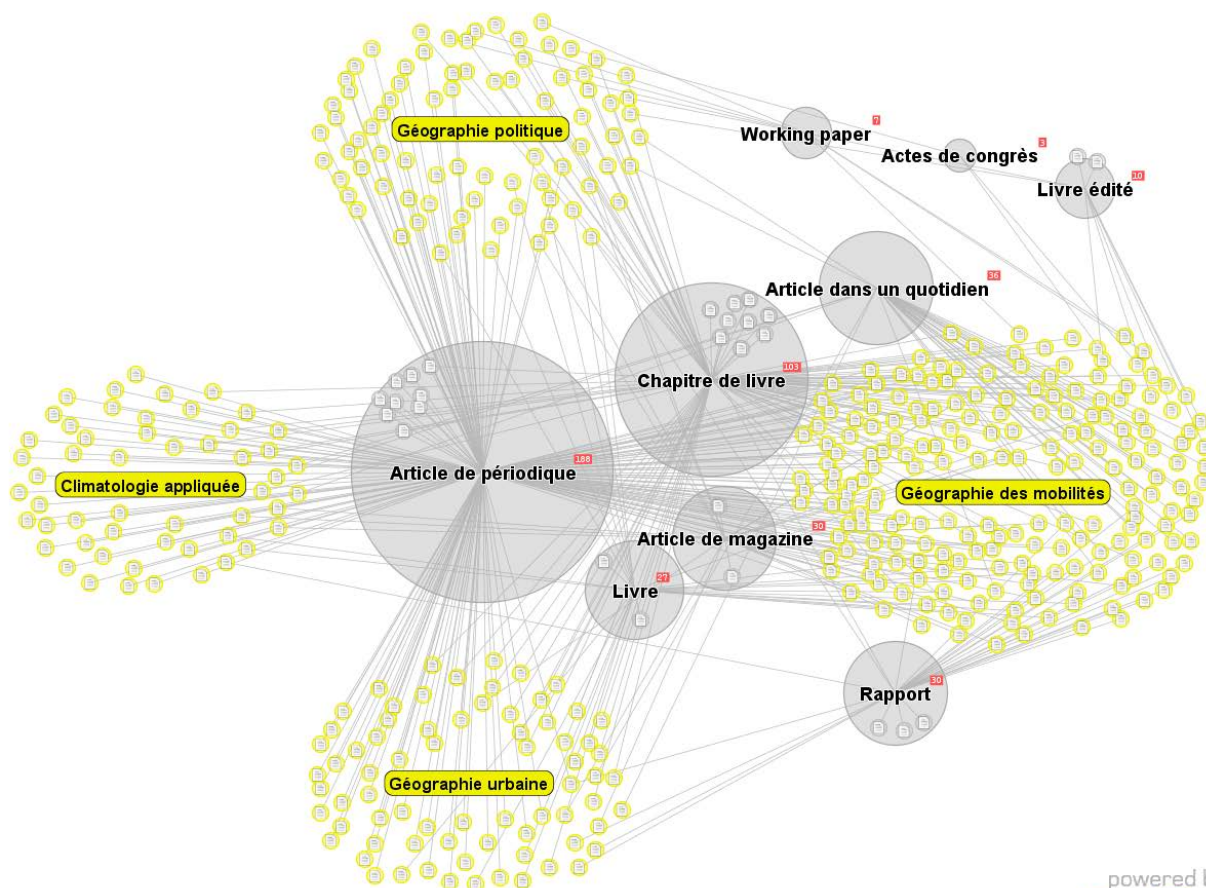 Géographie politique
Working paper
7
Actes de congrès
3
Livre édité
10
Article dans un quotidien
36
Chapitre de livre
103
Article de périodique
188
Climatologie appliquée
Géographie des mobilités
Article de magazine
30
Livre
27
Rapport
30
Géographie urbaine
powered b